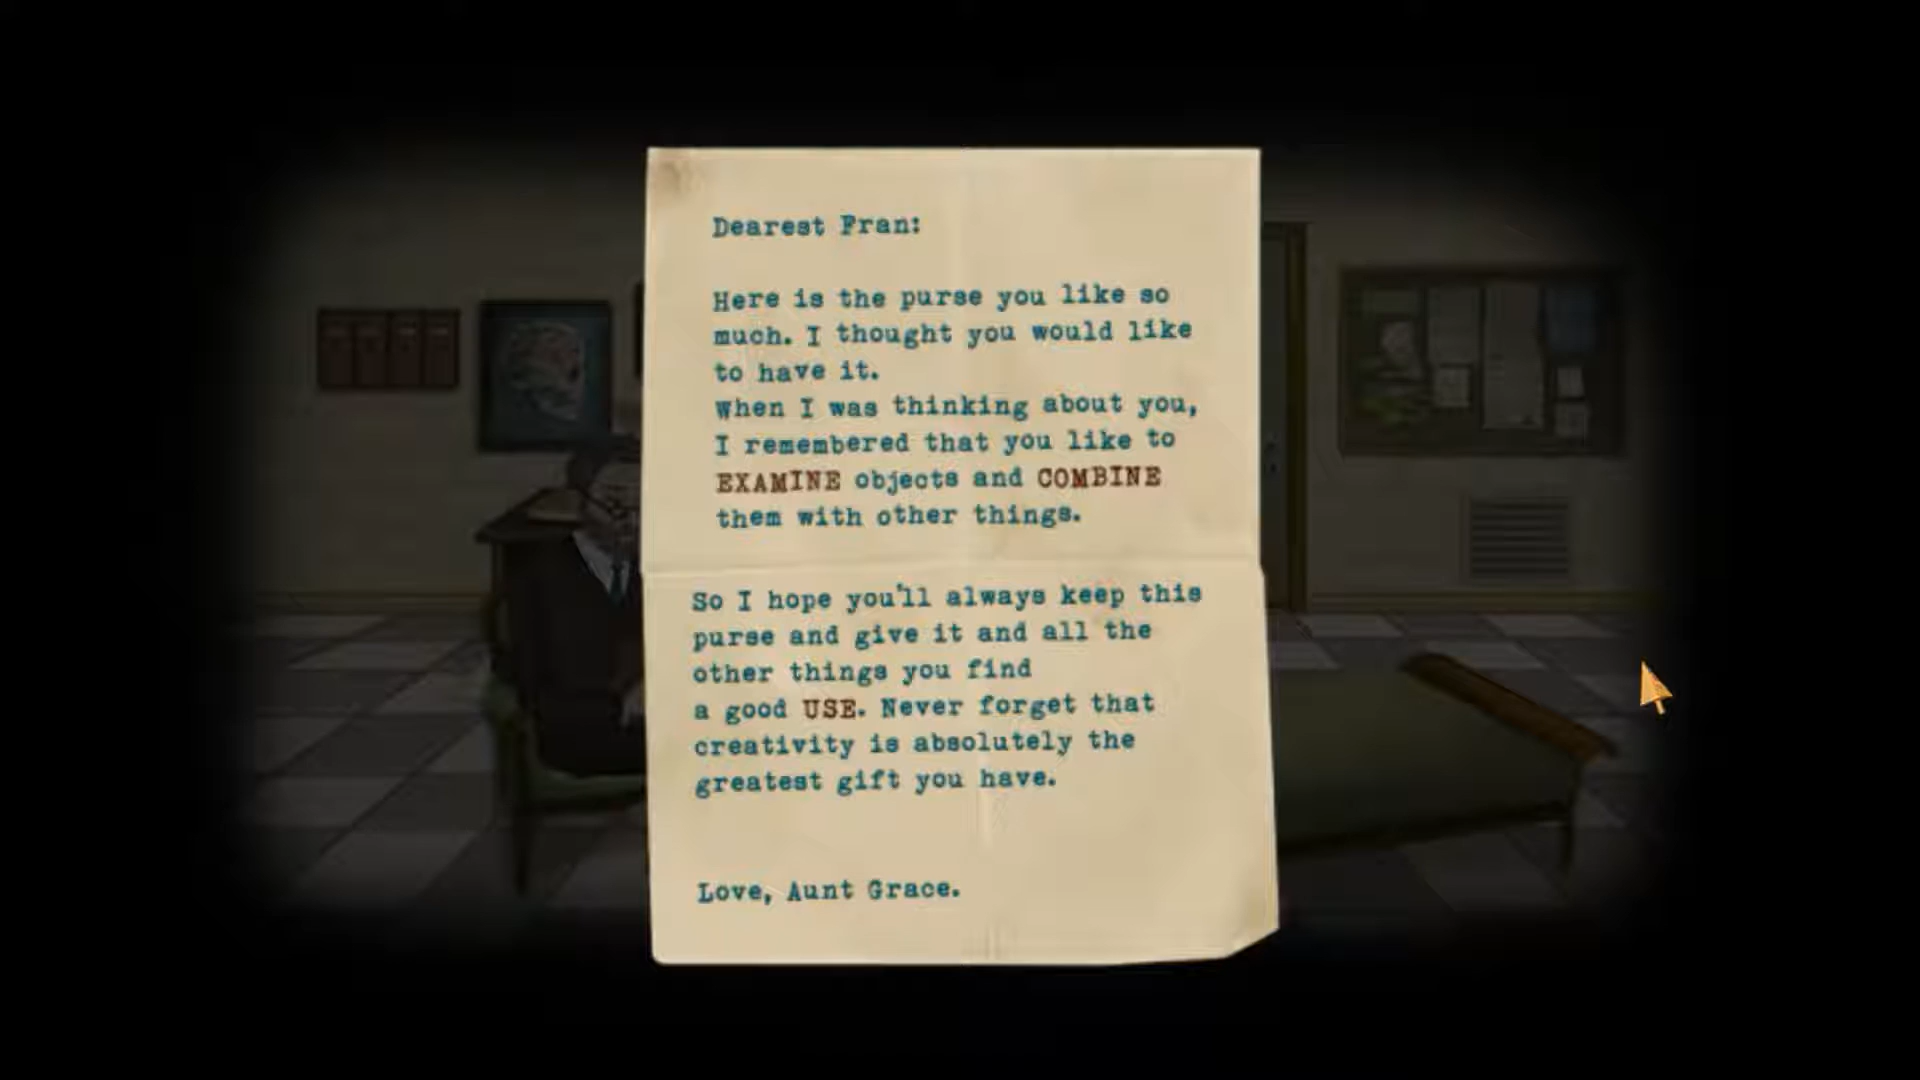 Dearest Fran:
Here is the purse you like so
much. I thought you would like
to have it.
When I was thinking about you,
I remembered that you like to
EXAMINE objects and COMBINE
them with other things.
So I hope you'll always keep this
purse and give it and all the
other things you find
a good USE. Never forget that
creativity is absolutely the
greatest gift you have.
Love, Aunt Grace.